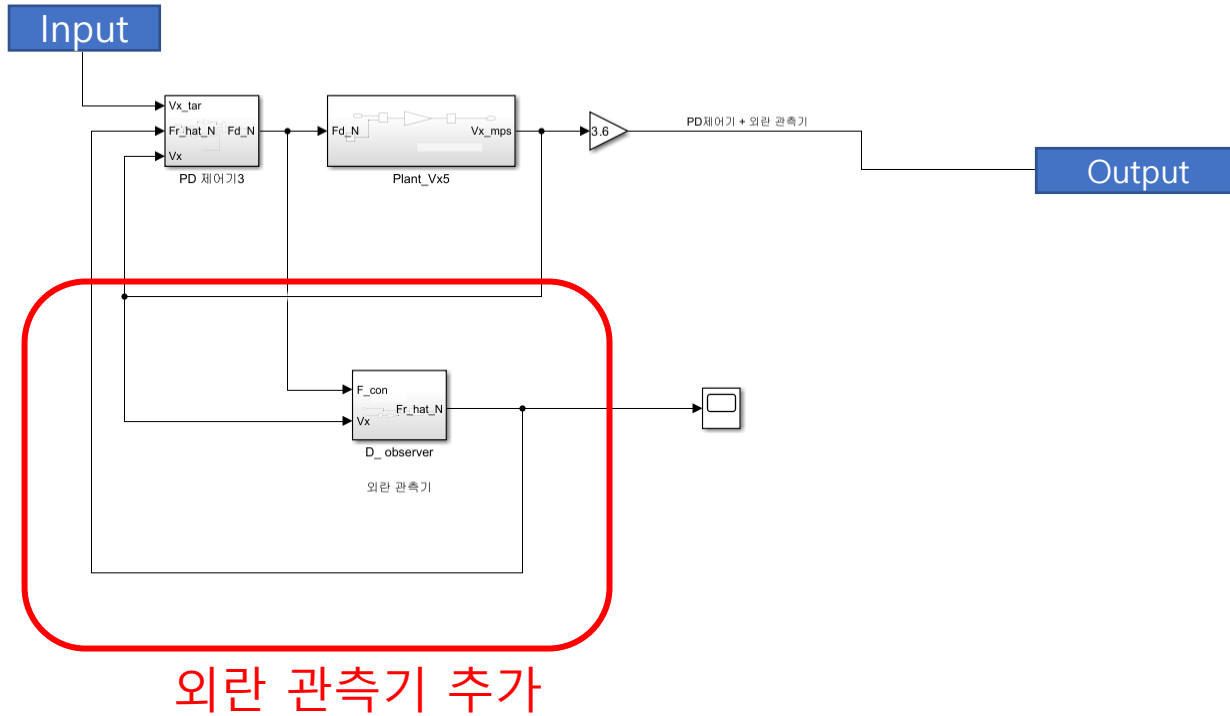 Input
Vx_tar
Fr_hat_N
Fd_N
Vx
PD 제어기3
Fd_N
Vx_mps
Plant_Vx5
3.6
PD제어기 + 외란 관측기
Output
F_con
Fr_hat_N
Vx
D_ observer
외란 관측기
외란 관측기 추가